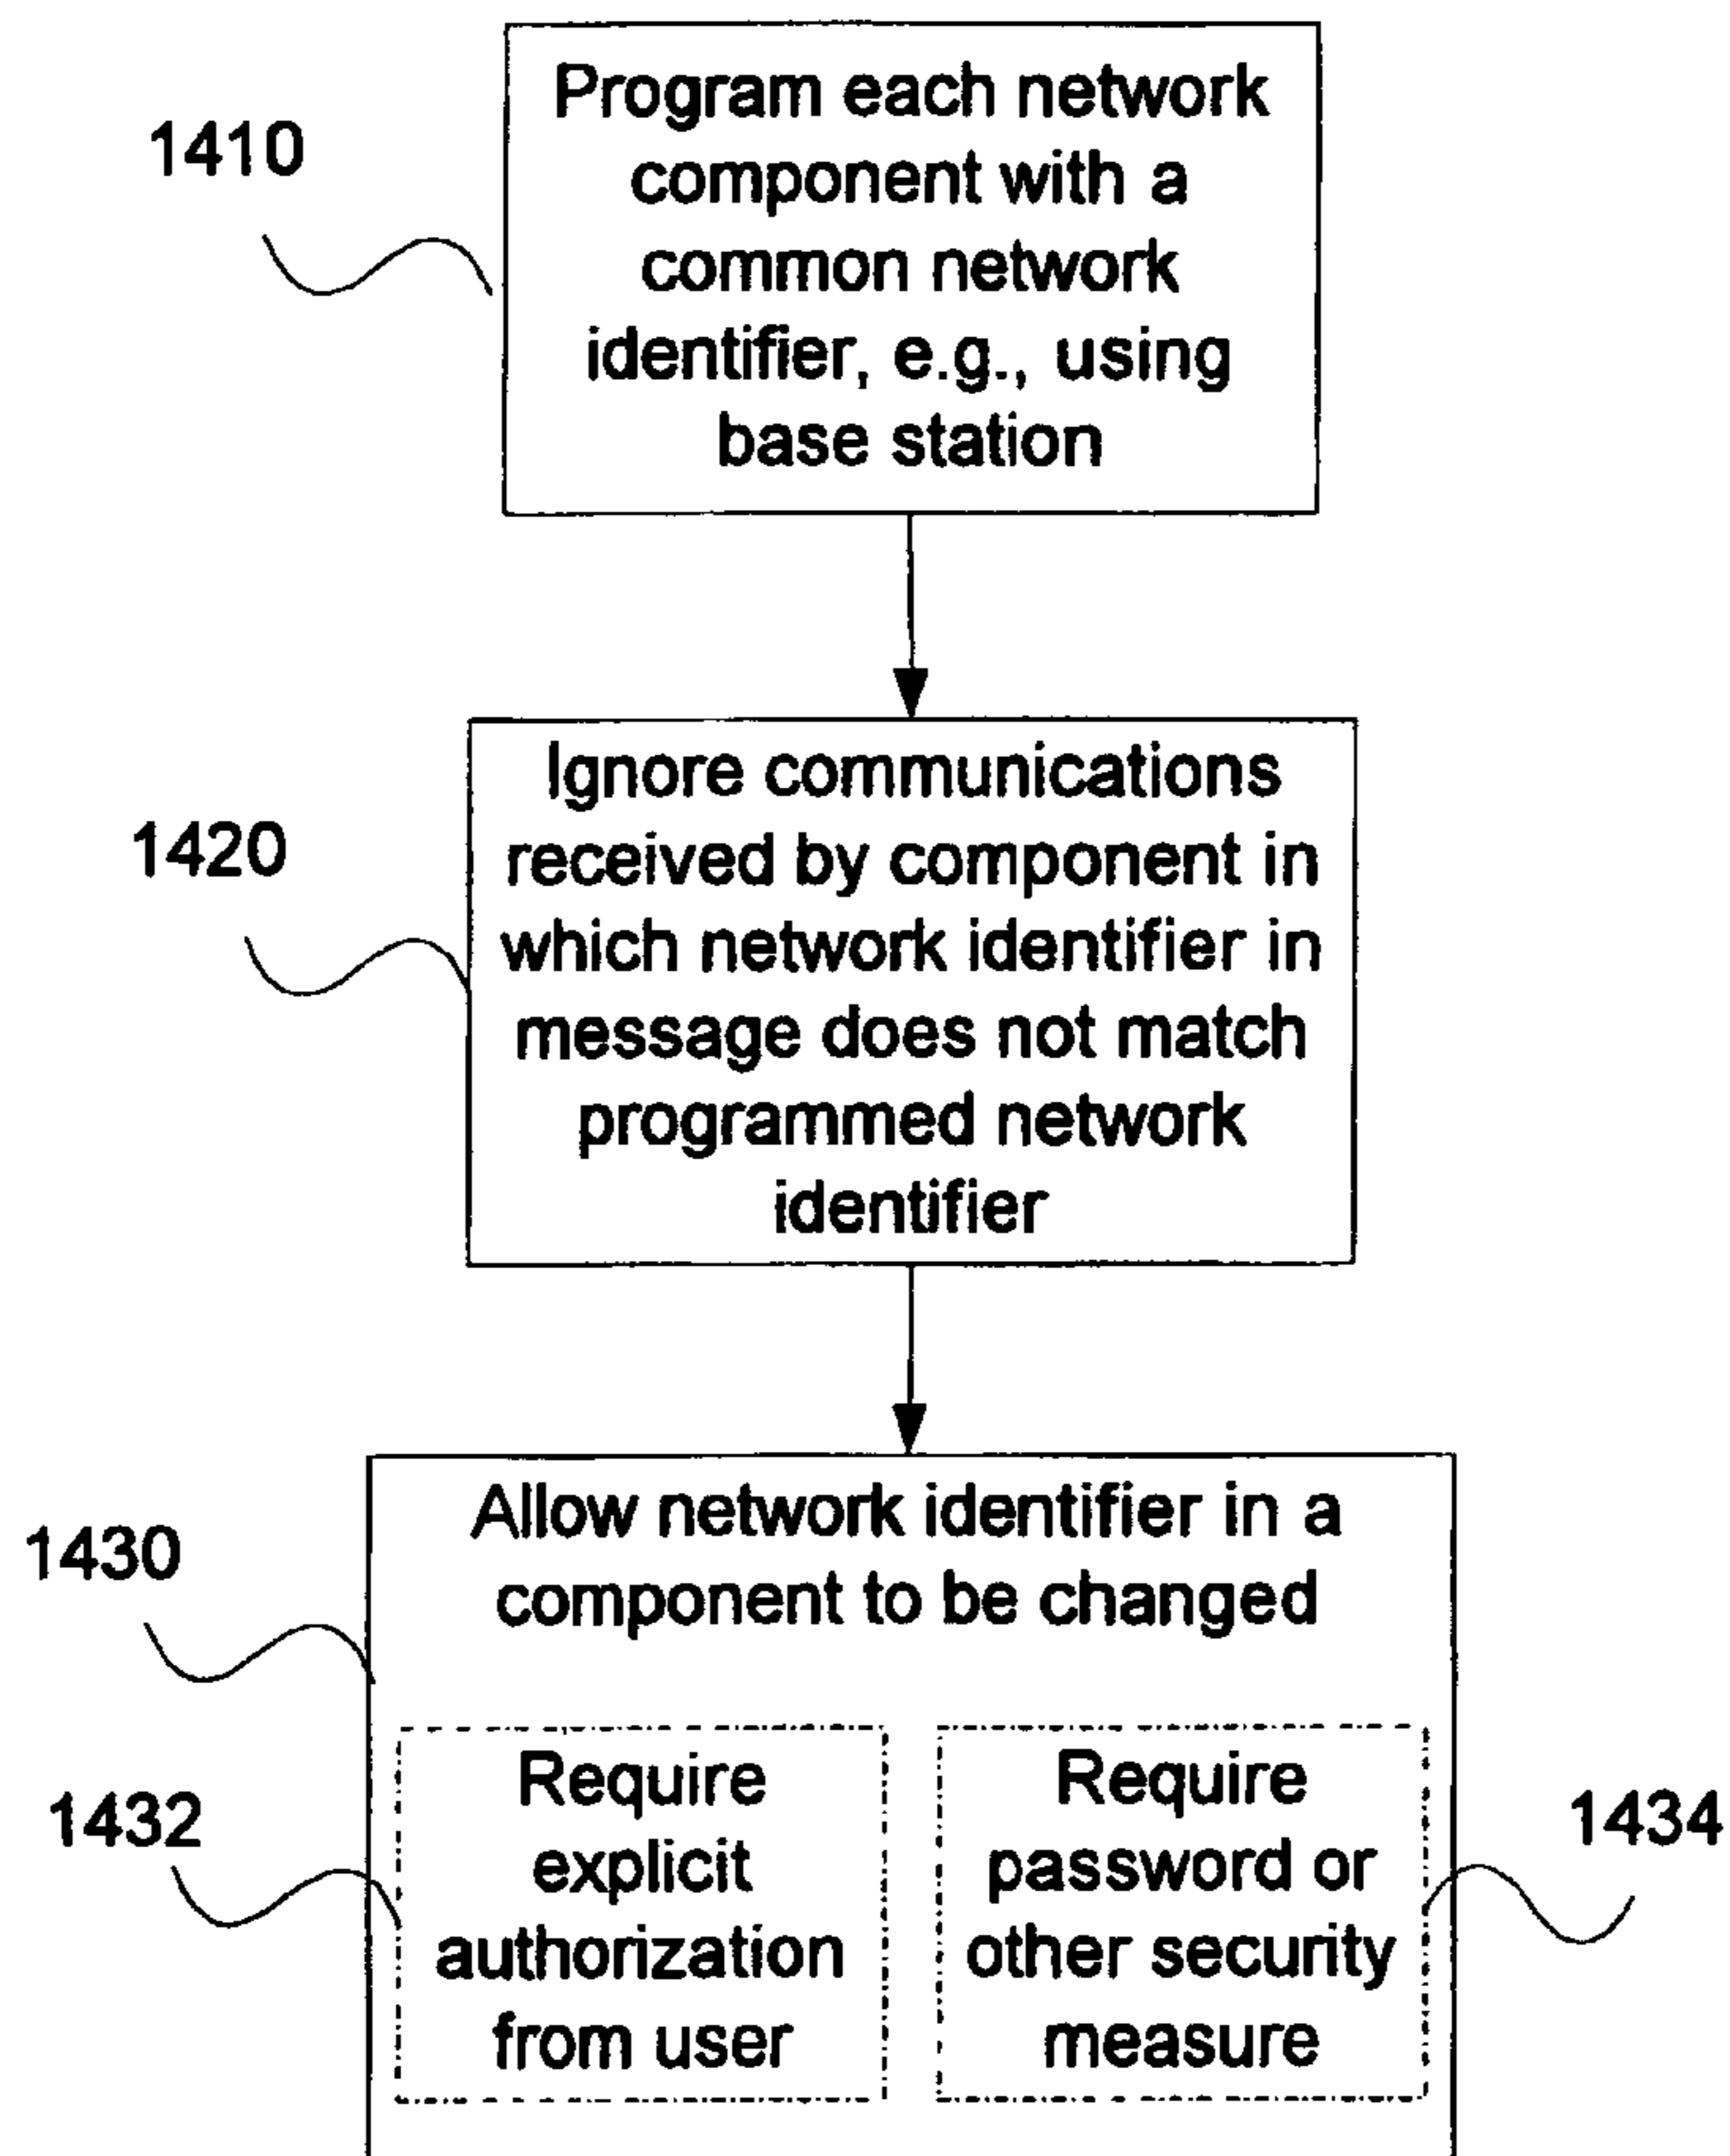 1410
Program each network
component with a
common network
identifier, e.g., using
base station
1420
Ignore communications
received by component in
which network identifier in
message does not match
programmed network
identifier
1430
Allow network identifier in a
component to be changed
1432
Require
explicit
authorization
from user
Require
password or
other security
measure
1434